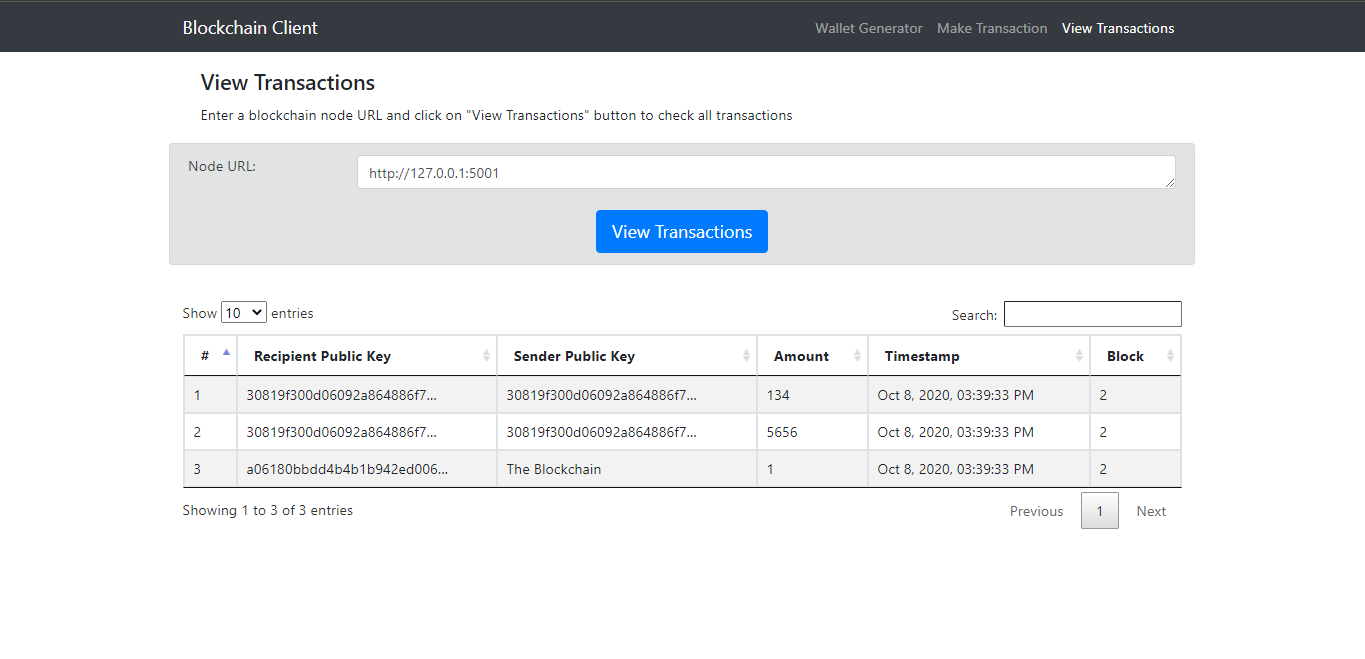 Blockchain Client Wallet Generator Make Transaction View Transactions
View Transactions
Enter a blockchain node URL and click on "View Transactions" button to check all transactions
Node URL: http://127.0.0.1:5001
View Transactions
Show 10 entries Search:
# Recipient Public Key Sender Public Key Amount Timestamp Block
1 30819f300d06092a864886f7... 30819f300d06092a864886f7... 134 Oct 8, 2020, 03:39:33 PM 2
2 30819f300d06092a864886f7... 30819f300d06092a864886f7... 5656 Oct 8, 2020, 03:39:33 PM 2
3 a06180bbdd4b4b1b942ed006... The Blockchain 1 Oct 8, 2020, 03:39:33 PM 2
Showing 1 to 3 of 3 entries Previous 1 Next